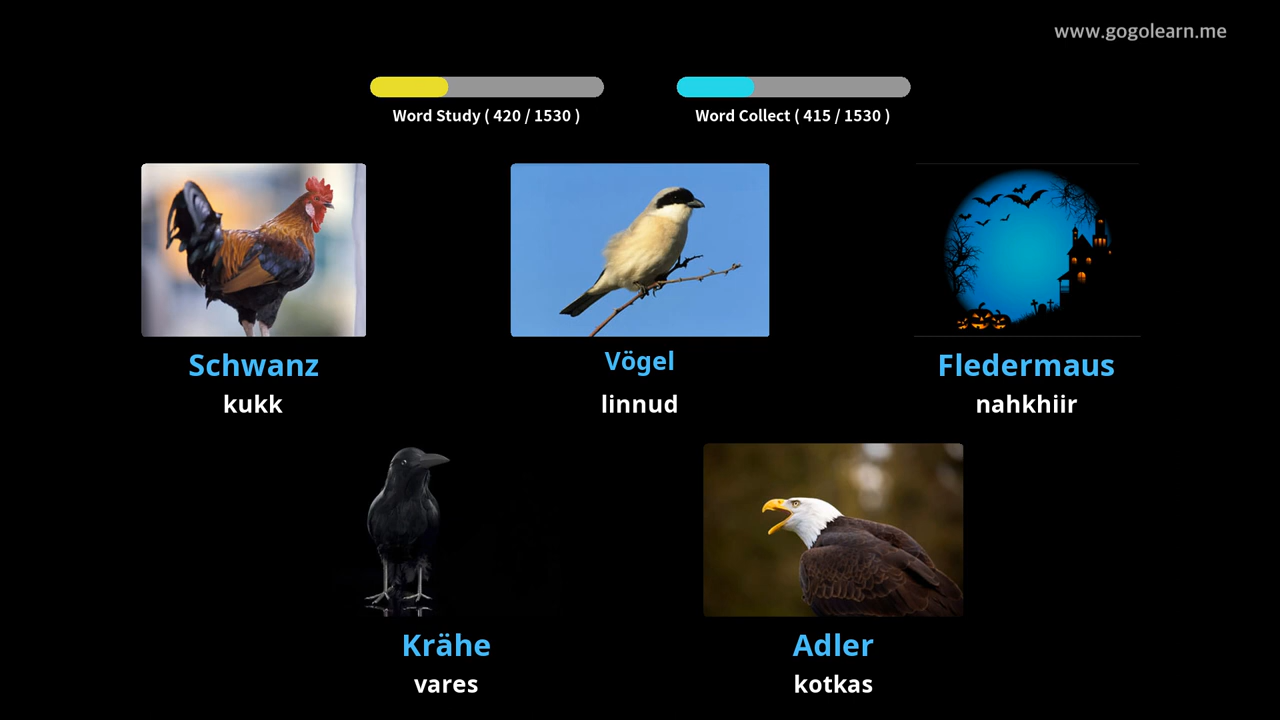 www.gogolearn.me
Word Study ( 420 / 1530 )
Word Collect ( 415 / 1530 )
Schwanz
kukk
Vögel
linnud
Fledermaus
nahkhiir
Krähe
vares
Adler
kotkas